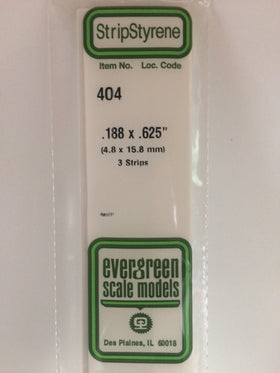 StripStyrene
Item No. Loc. Code
404
.188 x .625"
(4.8 x 15.8 mm)
3 Strips
evergreen
scale models
Des Plaines, IL 60018